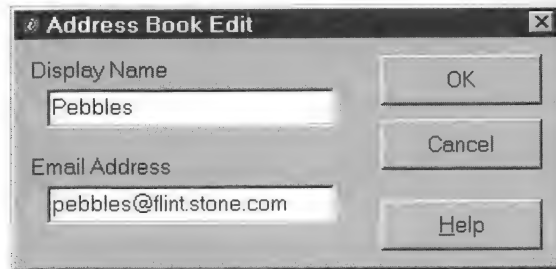 Address Book Edit
Display Name
Pebbles
Email Address
pebbles@flint.stone.com
OK
Cancel
Help